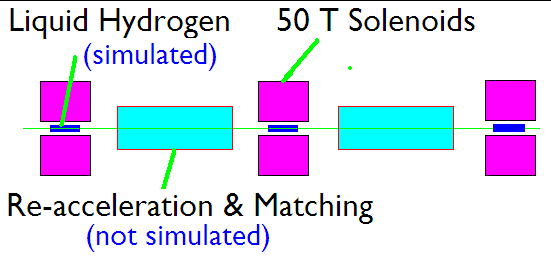 Liquid Hydrogen
50 T Solenoids
(simulated)
Re-acceleration & Matching
(not simulated)